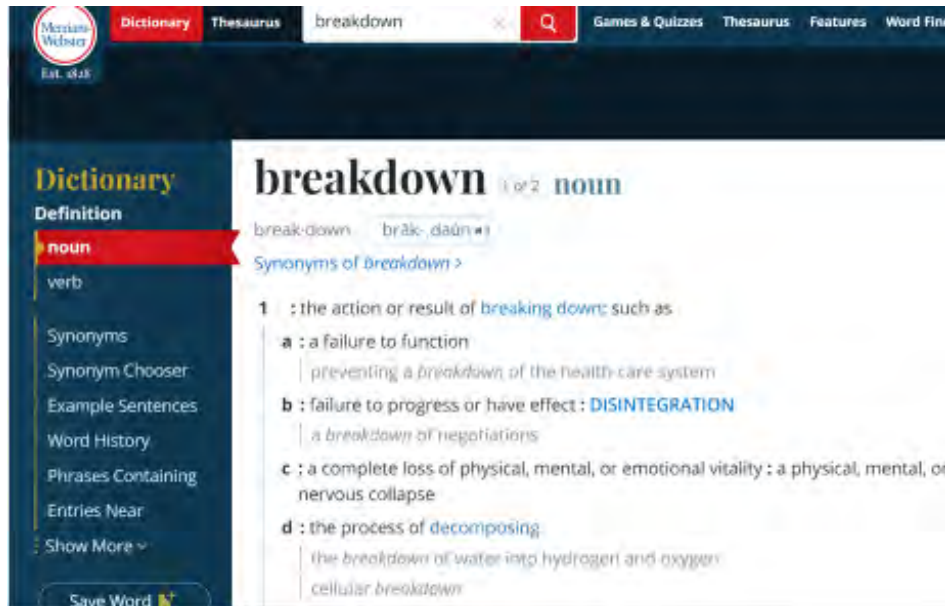 Merriam-
Webster
Est. 1828
Dictionary Thesaurus breakdown × Games & Quizzes Thesaurus Features Word Fin
Dictionary
Definition
noun
verb
Synonyms
Synonym Chooser
Example Sentences
Word History
Phrases Containing
Entries Near
Show More
Save Word
breakdown 1 of 2 noun
break·down ˈbrāk-ˌdau̇n
Synonyms of breakdown >
1 : the action or result of breaking down: such as
a : a failure to function
preventing a breakdown of the health-care system
b : failure to progress or have effect : DISINTEGRATION
a breakdown of negotiations
c : a complete loss of physical, mental, or emotional vitality : a physical, mental, or
nervous collapse
d : the process of decomposing
the breakdown of water into hydrogen and oxygen
cellular breakdown